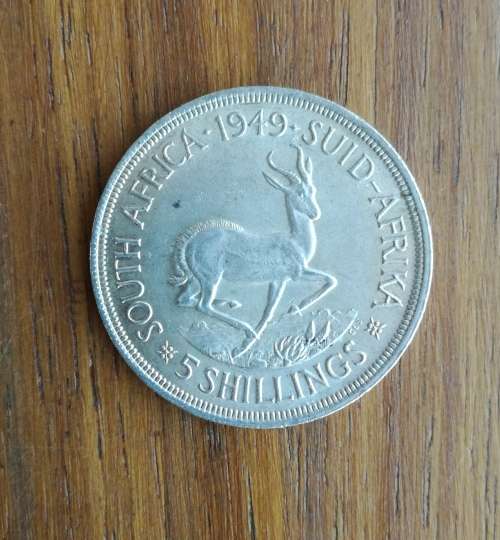 SOUTH AFRICA · 1949 · SUID-AFRIKA
5 SHILLINGS